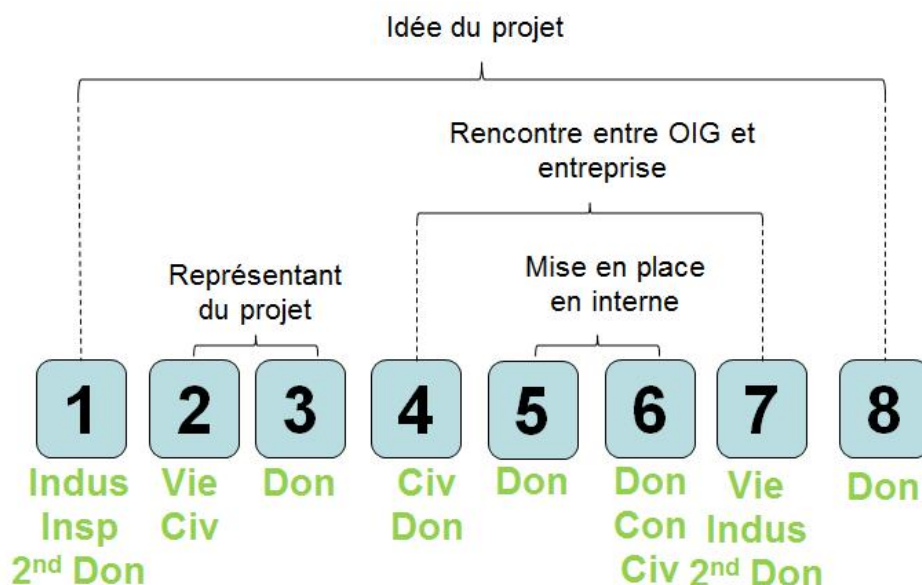 Idée du projet
Rencontre entre OIG et
entreprise
Représentant
du projet
Mise en place
en interne
1 2 3 4 5 6 7 8
Indus Vie Don Civ Don Don Vie Don
Insp Civ Don Con Indus
2nd Don Civ 2nd Don